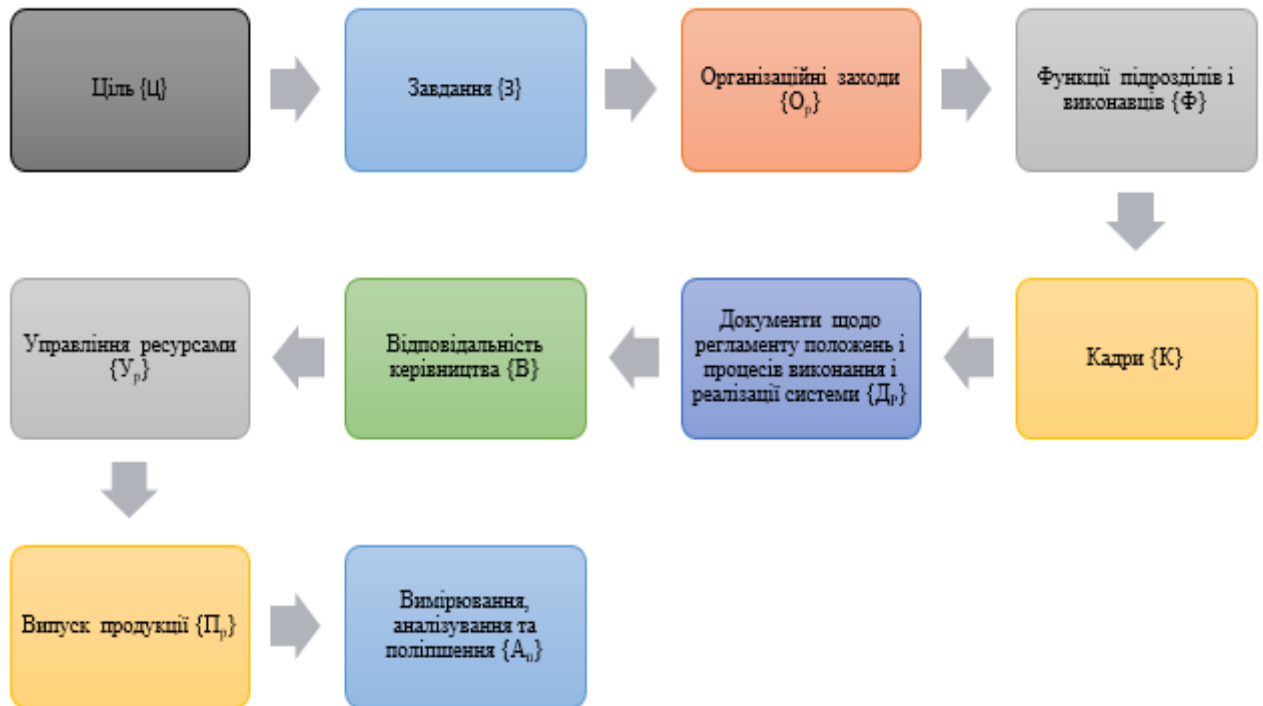 Ціль {Ц}
Завдання {З}
Організаційні заходи
{Oр}
Функції підрозділів і
виконавців {Ф}
Кадри {К}
Документи щодо
регламенту положень і
процесів виконання і
реалізації системи {Др}
Відповідальність
керівництва {В}
Управління ресурсами
{Ур}
Випуск продукції {Пр}
Вимірювання,
аналізування та
поліпшення {Ап}